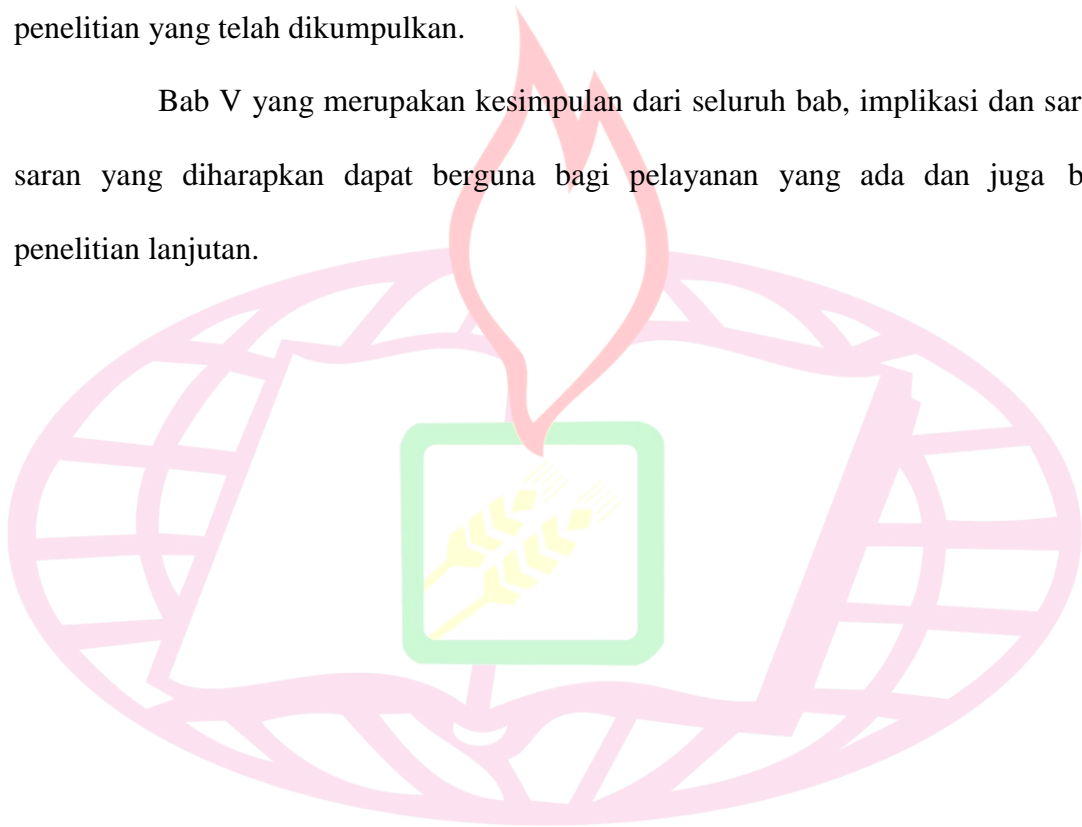 penelitian yang telah dikumpulkan.
Bab V yang merupakan kesimpulan dari seluruh bab, implikasi dan sar
saran yang diharapkan dapat berguna bagi pelayanan yang ada dan juga b
penelitian lanjutan.